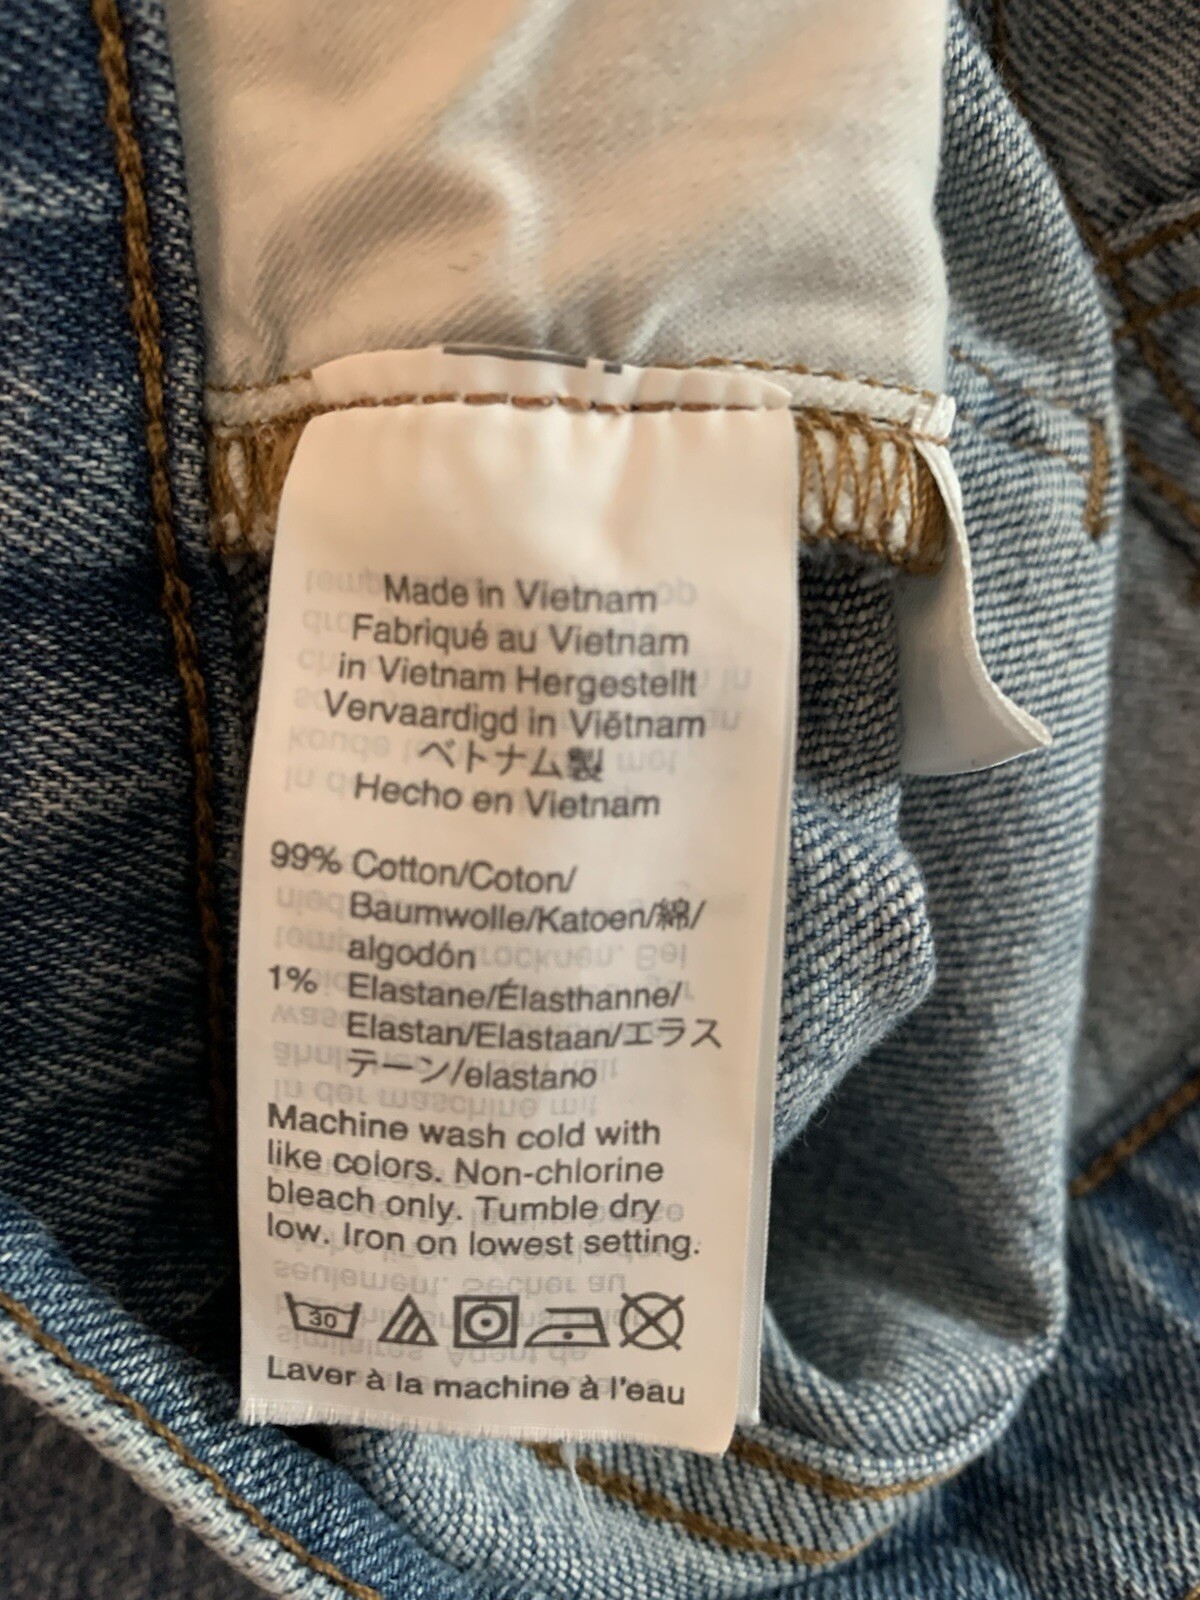 Made in Vietnam
Fabriqué au Vietnam
in Vietnam Hergestellt
Vervaardigd in Viëtnam
ベトナム製
Hecho en Vietnam
99% Cotton/Coton/
Baumwolle/Katoen/綿/
algodón
1% Elastane/Élasthanne/
Elastan/Elastaan/エラス
テーン/elastano
Machine wash cold with
like colors. Non-chlorine
bleach only. Tumble dry
low. Iron on lowest setting.
30
Laver à la machine à l'eau